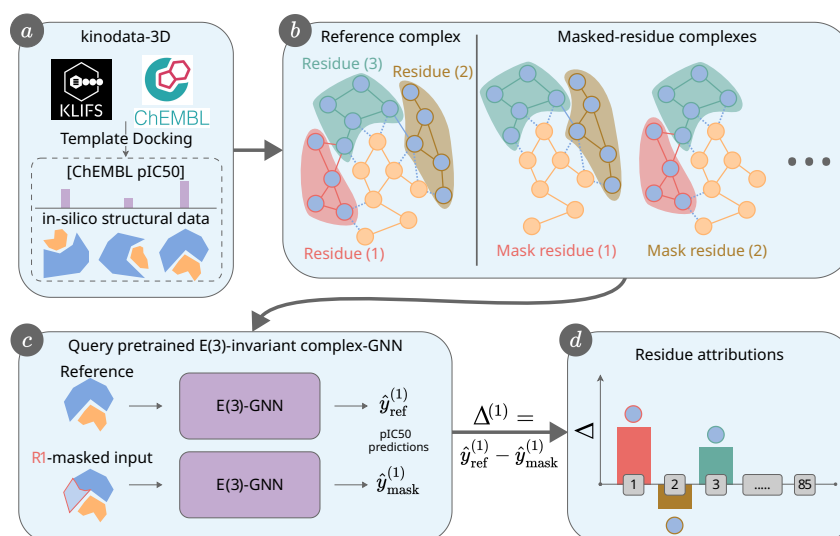 a
kinodata-3D
KLIFS
ChEMBL
Template Docking
[ChEMBL pIC50]
in-silico structural data
b
Reference complex
Residue (3)
Residue (2)
Residue (1)
Masked-residue complexes
Mask residue (1)
Mask residue (2)
c
Query pretrained E(3)-invariant complex-GNN
Reference
E(3)-GNN
ŷ_ref^(1)
pIC50
predictions
R1-masked input
E(3)-GNN
ŷ_mask^(1)
Δ^(1) =
ŷ_ref^(1) − ŷ_mask^(1)
d
Residue attributions
Δ
1 2 3 ..... 85